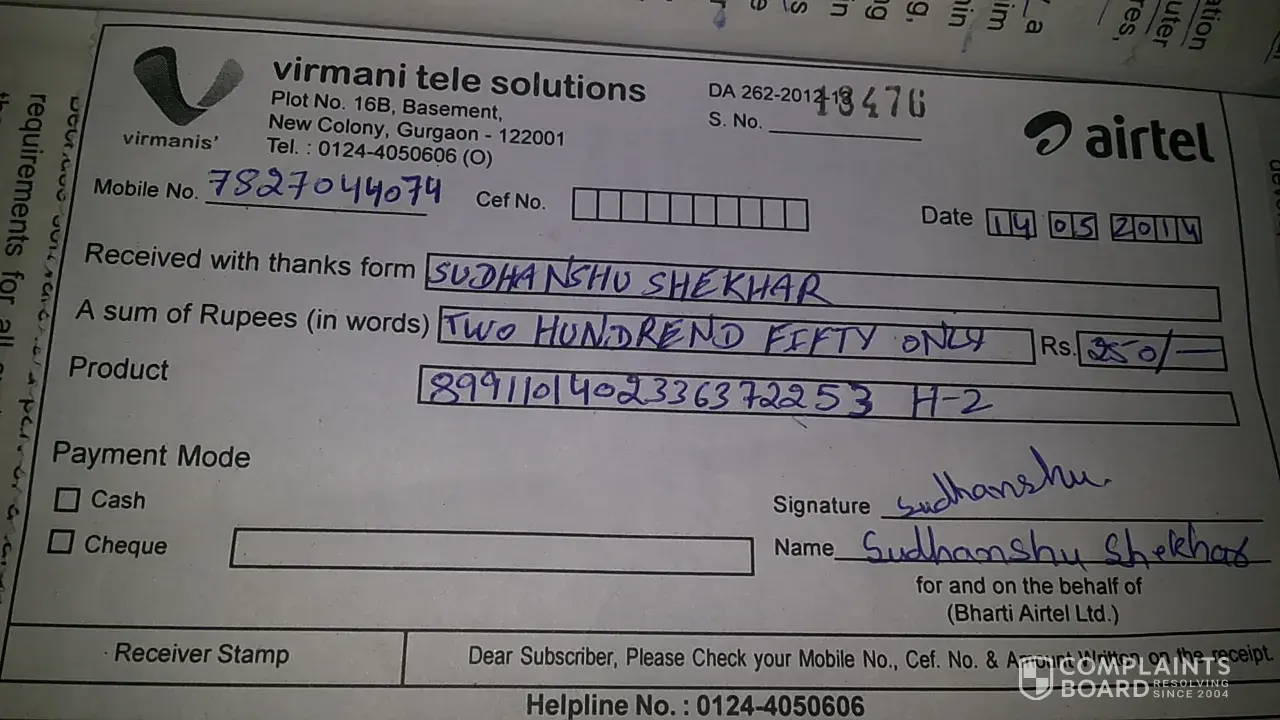 virmanis'
virmani tele solutions
Plot No. 16B, Basement,
New Colony, Gurgaon - 122001
Tel. : 0124-4050606 (O)
DA 262-2012-13
S. No.
airtel
Mobile No. 7827044074
Cef No.
Date 14 05 2014
Received with thanks form SUDHANSHU SHEKHAR
A sum of Rupees (in words) TWO HUNDREND FIFTY ONLY Rs. 250/-
Product 8991101402336372253 H-2
Payment Mode
Cash
Cheque
Signature Sudhanshu
Name Sudhanshu Shekhar
for and on the behalf of
(Bharti Airtel Ltd.)
Receiver Stamp
Dear Subscriber, Please Check your Mobile No., Cef. No. & Amount Written on the receipt.
Helpline No. : 0124-4050606
COMPLAINTS
BOARD RESOLVING SINCE 2004
requirements for all